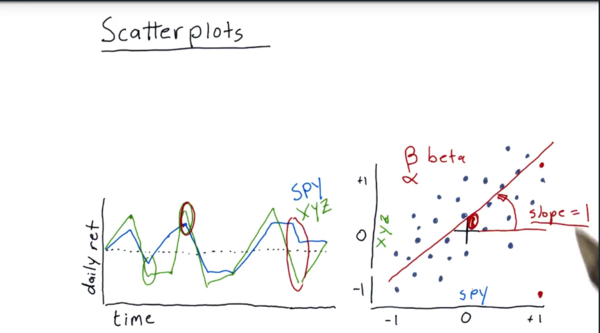 Scatterplots
SPY
XYZ
daily ret
time
β beta
α
+1
0
-1
XYZ
slope = 1
SPY
-1
0
+1